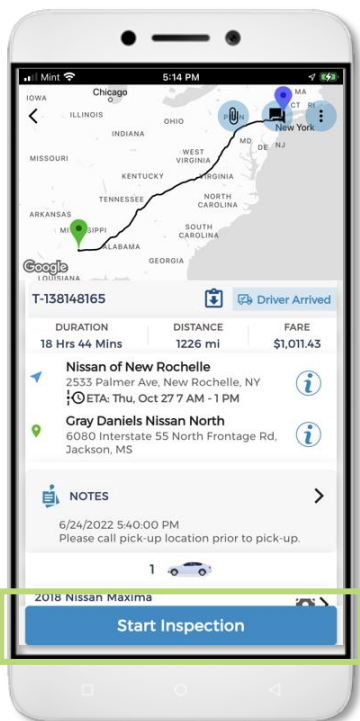 Mint 5:14 PM
IOWA
Chicago
MA
CT RI
ILLINOIS
OHIO
New York
INDIANA
MD
DE NJ
MISSOURI
WEST
VIRGINIA
KENTUCKY
VIRGINIA
TENNESSEE
NORTH
CAROLINA
ARKANSAS
SOUTH
CAROLINA
ALABAMA
GEORGIA
Google
LOUISIANA
T-138148165
Driver Arrived
DURATION DISTANCE FARE
18 Hrs 44 Mins 1226 mi $1,011.43
Nissan of New Rochelle
2533 Palmer Ave, New Rochelle, NY
ETA: Thu, Oct 27 7 AM - 1 PM
Gray Daniels Nissan North
6080 Interstate 55 North Frontage Rd,
Jackson, MS
NOTES
6/24/2022 5:40:00 PM
Please call pick-up location prior to pick-up.
1
2018 Nissan Maxima
Start Inspection